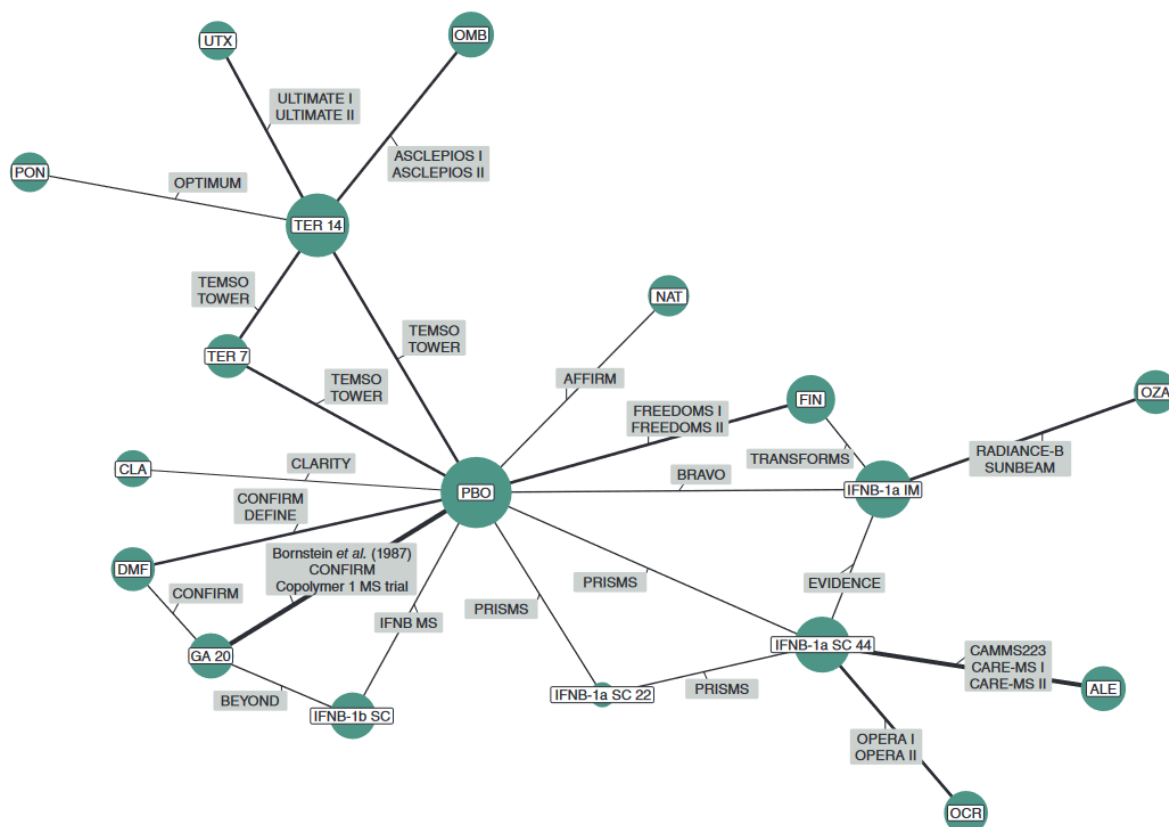 UTX
OMB
ULTIMATE I
ULTIMATE II
ASCLEPIOS I
ASCLEPIOS II
PON
OPTIMUM
TER 14
TEMSO
TOWER
NAT
TER 7
TEMSO
TOWER
TEMSO
TOWER
AFFIRM
FIN
OZA
FREEDOMS I
FREEDOMS II
TRANSFORMS
RADIANCE-B
SUNBEAM
CLA
CLARITY
BRAVO
PBO
IFNB-1a IM
CONFIRM
DEFINE
DMF
Bornstein et al. (1987)
CONFIRM
Copolymer 1 MS trial
CONFIRM
PRISMS
EVIDENCE
IFNB MS
PRISMS
GA 20
IFNB-1a SC 44
CAMMS223
CARE-MS I
CARE-MS II
BEYOND
IFNB-1a SC 22
PRISMS
ALE
IFNB-1b SC
OPERA I
OPERA II
OCR